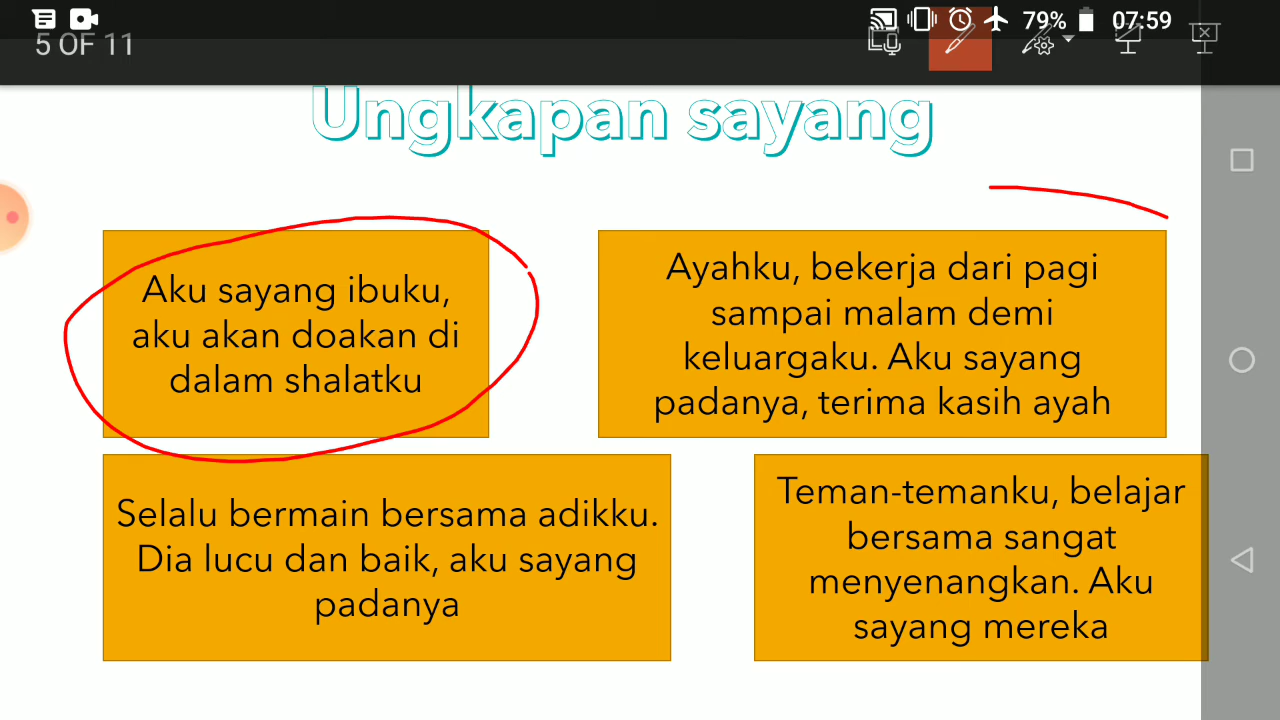 79% 07:59
5 OF 11
Ungkapan sayang
Aku sayang ibuku,
aku akan doakan di
dalam shalatku
Ayahku, bekerja dari pagi
sampai malam demi
keluargaku. Aku sayang
padanya, terima kasih ayah
Selalu bermain bersama adikku.
Dia lucu dan baik, aku sayang
padanya
Teman-temanku, belajar
bersama sangat
menyenangkan. Aku
sayang mereka